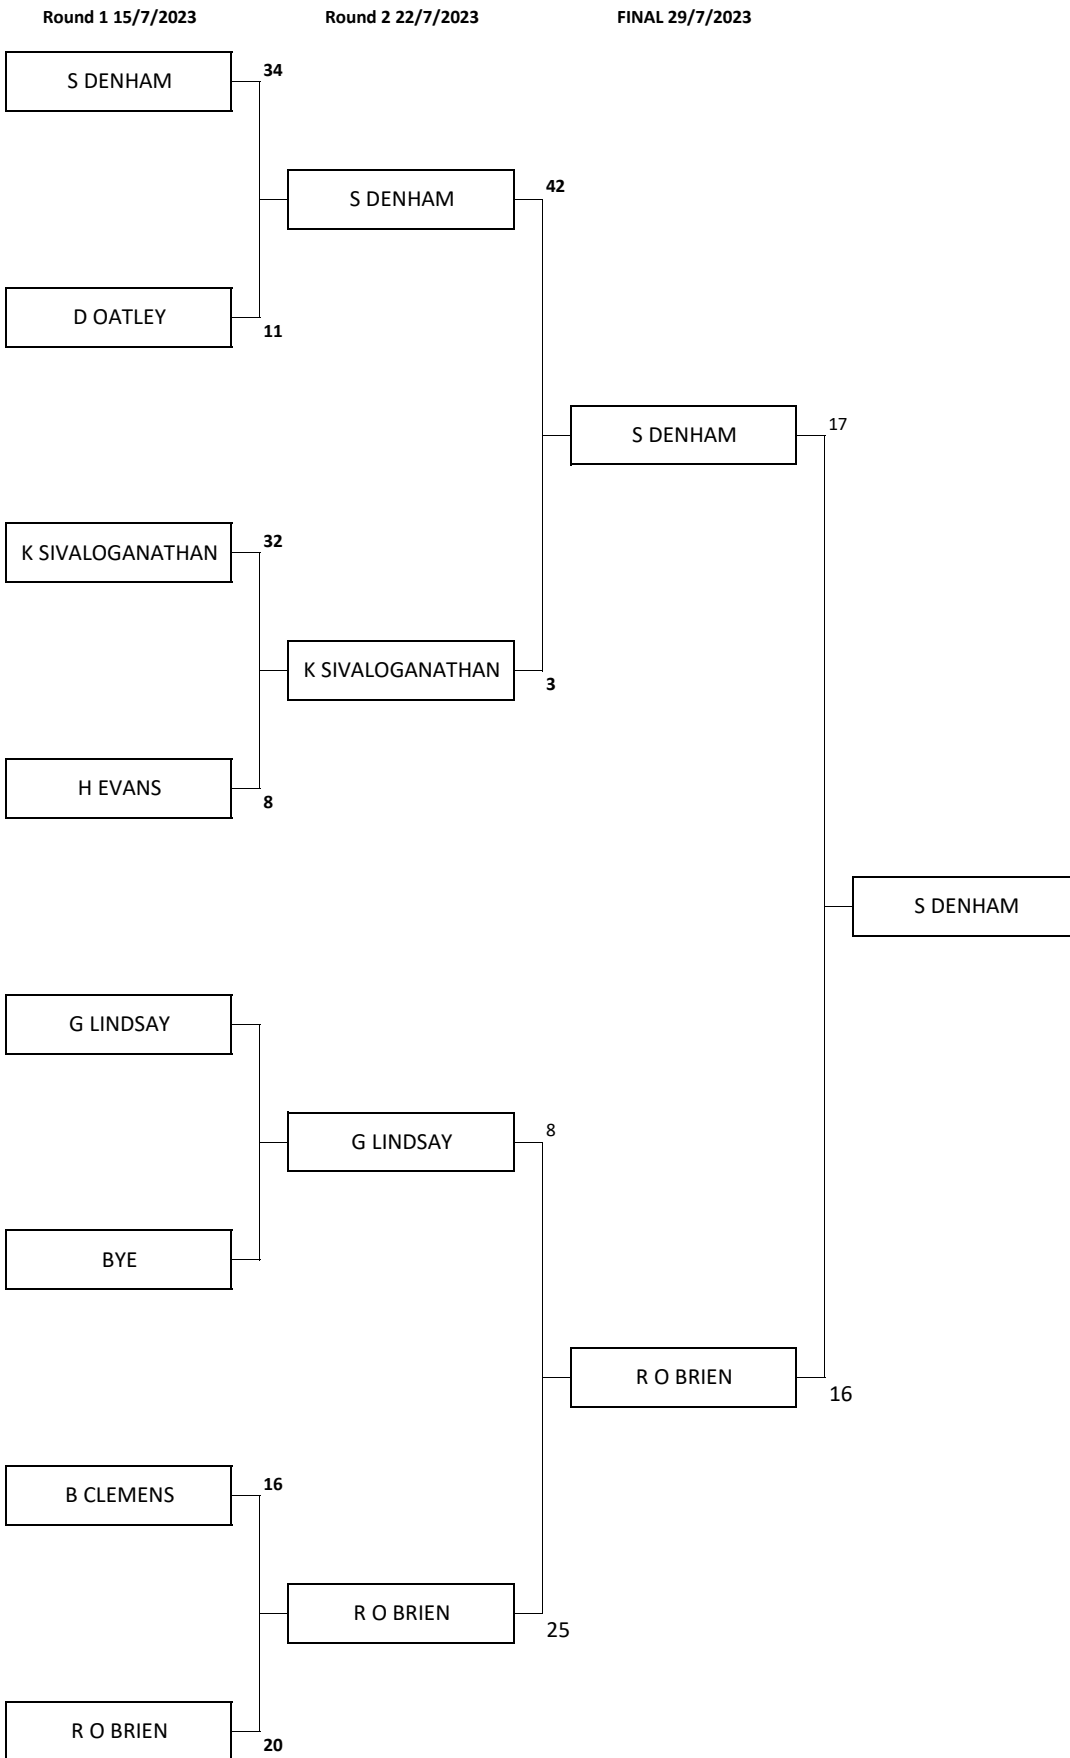 Round 1 15/7/2023
Round 2 22/7/2023
FINAL 29/7/2023
S DENHAM
34
S DENHAM
42
D OATLEY
11
S DENHAM
17
K SIVALOGANATHAN
32
K SIVALOGANATHAN
3
H EVANS
8
S DENHAM
G LINDSAY
G LINDSAY
8
BYE
R O BRIEN
16
B CLEMENS
16
R O BRIEN
25
R O BRIEN
20